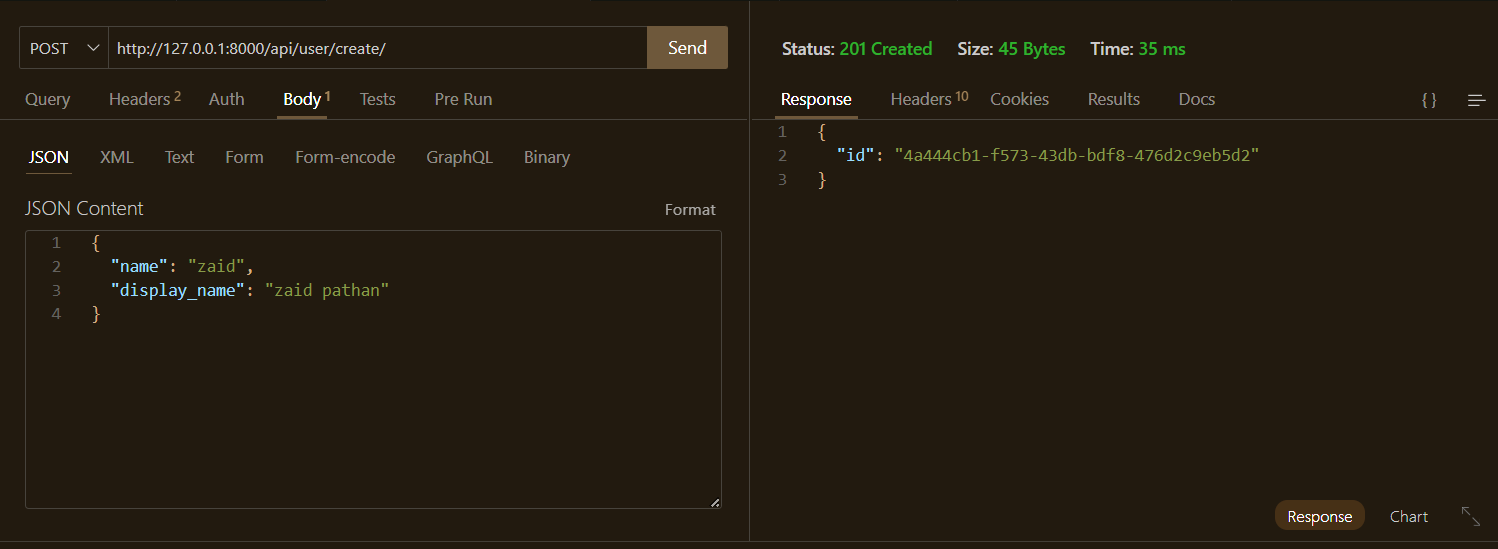 POST http://127.0.0.1:8000/api/user/create/ Send
Query Headers 2 Auth Body 1 Tests Pre Run
JSON XML Text Form Form-encode GraphQL Binary
JSON Content Format
1 {
2 "name": "zaid",
3 "display_name": "zaid pathan"
4 }
Status: 201 Created Size: 45 Bytes Time: 35 ms
Response Headers 10 Cookies Results Docs { }
1 {
2 "id": "4a444cb1-f573-43db-bdf8-476d2c9eb5d2"
3 }
Response Chart